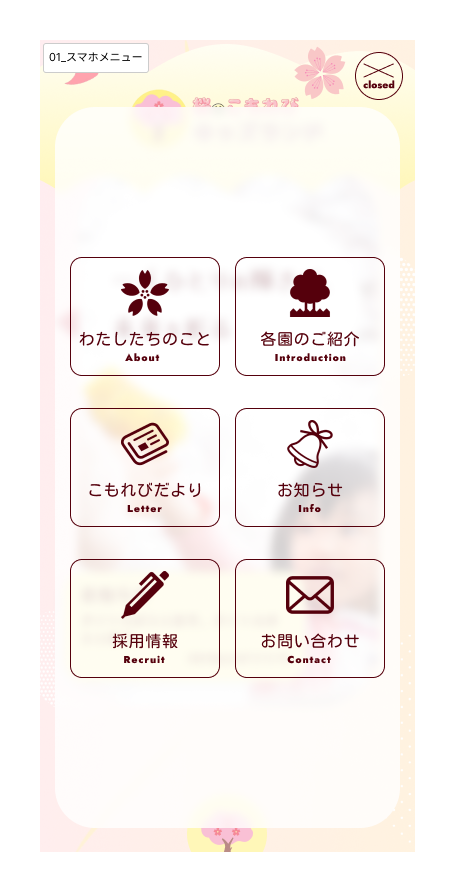 01_スマホメニュー
closed
わたしたちのこと
About
各園のご紹介
Introduction
こもれびだより
Letter
お知らせ
Info
採用情報
Recruit
お問い合わせ
Contact